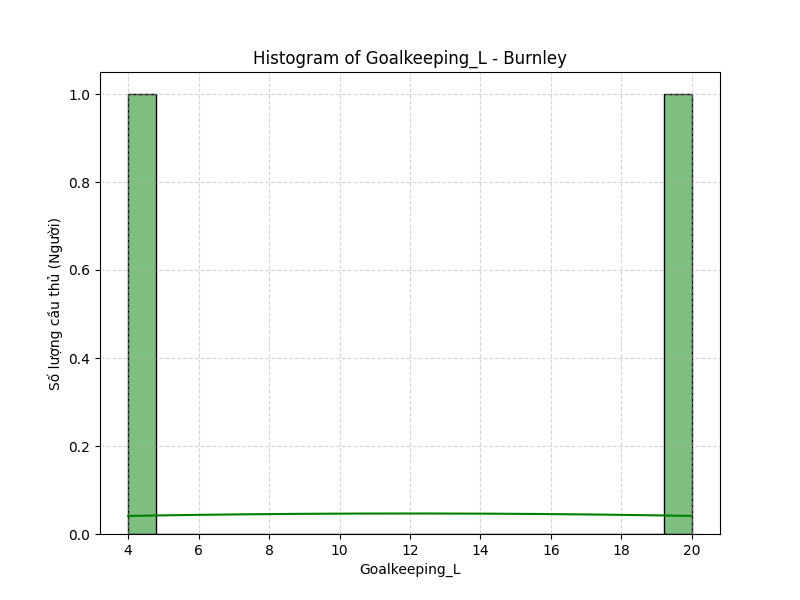 Histogram of Goalkeeping_L - Burnley
1.0
0.8
0.6
0.4
0.2
0.0
Số lượng cầu thủ (Người)
4 6 8 10 12 14 16 18 20
Goalkeeping_L